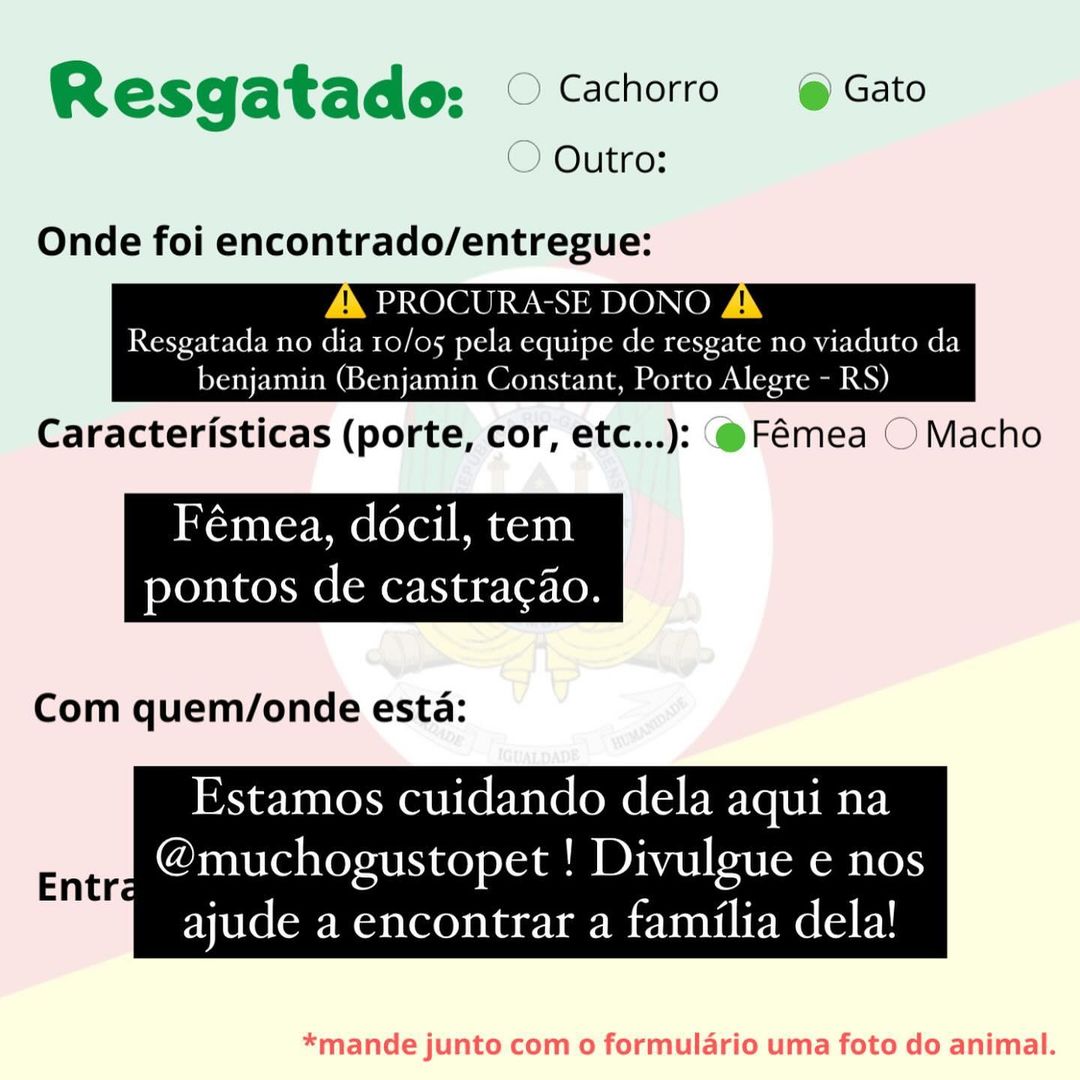 Resgatado:
Cachorro
Gato
Outro:
Onde foi encontrado/entregue:
⚠️ PROCURA-SE DONO ⚠️
Resgatada no dia 10/05 pela equipe de resgate no viaduto da
benjamin (Benjamin Constant, Porto Alegre - RS)
Características (porte, cor, etc...):
Fêmea
Macho
Fêmea, dócil, tem
pontos de castração.
Com quem/onde está:
IGUALDADE
HUMANIDADE
Estamos cuidando dela aqui na
@muchogustopet ! Divulgue e nos
ajude a encontrar a família dela!
*mande junto com o formulário uma foto do animal.